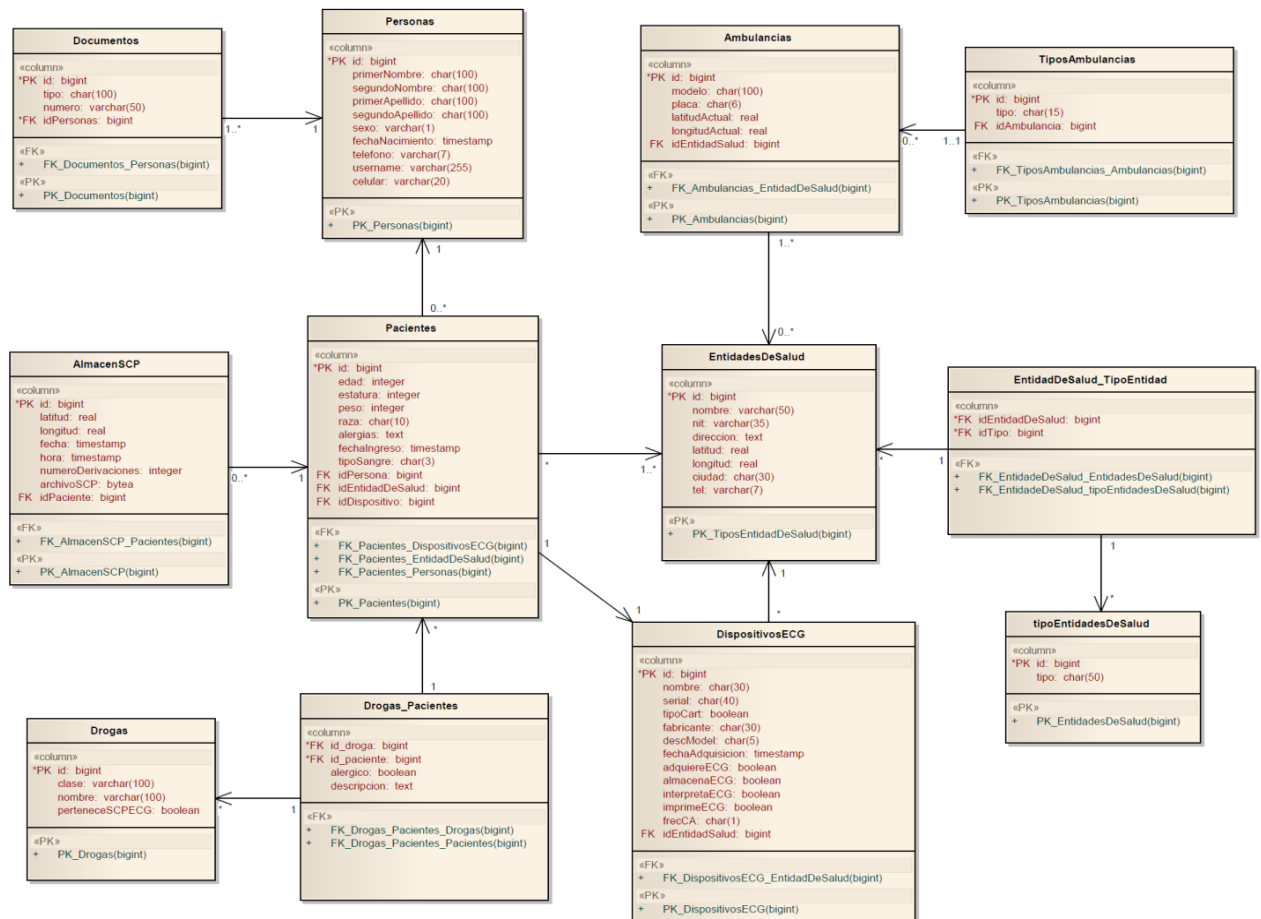 Documentos
«column»
*PK id: bigint
tipo: char(100)
numero: varchar(50)
*FK idPersonas: bigint
«FK»
+ FK_Documentos_Personas(bigint)
«PK»
+ PK_Documentos(bigint)
1..*
1
Personas
«column»
*PK id: bigint
primerNombre: char(100)
segundoNombre: char(100)
primerApellido: char(100)
segundoApellido: char(100)
sexo: varchar(1)
fechaNacimiento: timestamp
telefono: varchar(7)
username: varchar(255)
celular: varchar(20)
«PK»
+ PK_Personas(bigint)
1
0..*
Ambulancias
«column»
*PK id: bigint
modelo: char(100)
placa: char(6)
latitudActual: real
longitudActual: real
FK idEntidadSalud: bigint
«FK»
+ FK_Ambulancias_EntidadDeSalud(bigint)
«PK»
+ PK_Ambulancias(bigint)
0..*
1..1
1..*
0..*
TiposAmbulancias
«column»
*PK id: bigint
tipo: char(15)
FK idAmbulancia: bigint
«FK»
+ FK_TiposAmbulancias_Ambulancias(bigint)
«PK»
+ PK_TiposAmbulancias(bigint)
AlmacenSCP
«column»
*PK id: bigint
latitud: real
longitud: real
fecha: timestamp
hora: timestamp
numeroDerivaciones: integer
archivoSCP: bytea
FK idPaciente: bigint
«FK»
+ FK_AlmacenSCP_Pacientes(bigint)
«PK»
+ PK_AlmacenSCP(bigint)
0..*
1
Pacientes
«column»
*PK id: bigint
edad: integer
estatura: integer
peso: integer
raza: char(10)
alergias: text
fechaIngreso: timestamp
tipoSangre: char(3)
FK idPersona: bigint
FK idEntidadDeSalud: bigint
FK idDispositivo: bigint
«FK»
+ FK_Pacientes_DispositivosECG(bigint)
+ FK_Pacientes_EntidadDeSalud(bigint)
+ FK_Pacientes_Personas(bigint)
«PK»
+ PK_Pacientes(bigint)
*
1..*
1
1
*
1
EntidadesDeSalud
«column»
*PK id: bigint
nombre: varchar(50)
nit: varchar(35)
direccion: text
latitud: real
longitud: real
ciudad: char(30)
tel: varchar(7)
«PK»
+ PK_TiposEntidadDeSalud(bigint)
*
1
1
*
EntidadDeSalud_TipoEntidad
«column»
*FK idEntidadDeSalud: bigint
*FK idTipo: bigint
«FK»
+ FK_EntidadeDeSalud_EntidadesDeSalud(bigint)
+ FK_EntidadeDeSalud_tipoEntidadesDeSalud(bigint)
1
*
tipoEntidadesDeSalud
«column»
*PK id: bigint
tipo: char(50)
«PK»
+ PK_EntidadesDeSalud(bigint)
DispositivosECG
«column»
*PK id: bigint
nombre: char(30)
serial: char(40)
tipoCart: boolean
fabricante: char(30)
descModel: char(5)
fechaAdquisicion: timestamp
adquiereECG: boolean
almacenaECG: boolean
interpretaECG: boolean
imprimeECG: boolean
frecCA: char(1)
FK idEntidadSalud: bigint
«FK»
+ FK_DispositivosECG_EntidadDeSalud(bigint)
«PK»
+ PK_DispositivosECG(bigint)
Drogas_Pacientes
«column»
*FK id_droga: bigint
*FK id_paciente: bigint
alergico: boolean
descripcion: text
«FK»
+ FK_Drogas_Pacientes_Drogas(bigint)
+ FK_Drogas_Pacientes_Pacientes(bigint)
*
1
Drogas
«column»
*PK id: bigint
clase: varchar(100)
nombre: varchar(100)
perteneceSCPECG: boolean
«PK»
+ PK_Drogas(bigint)